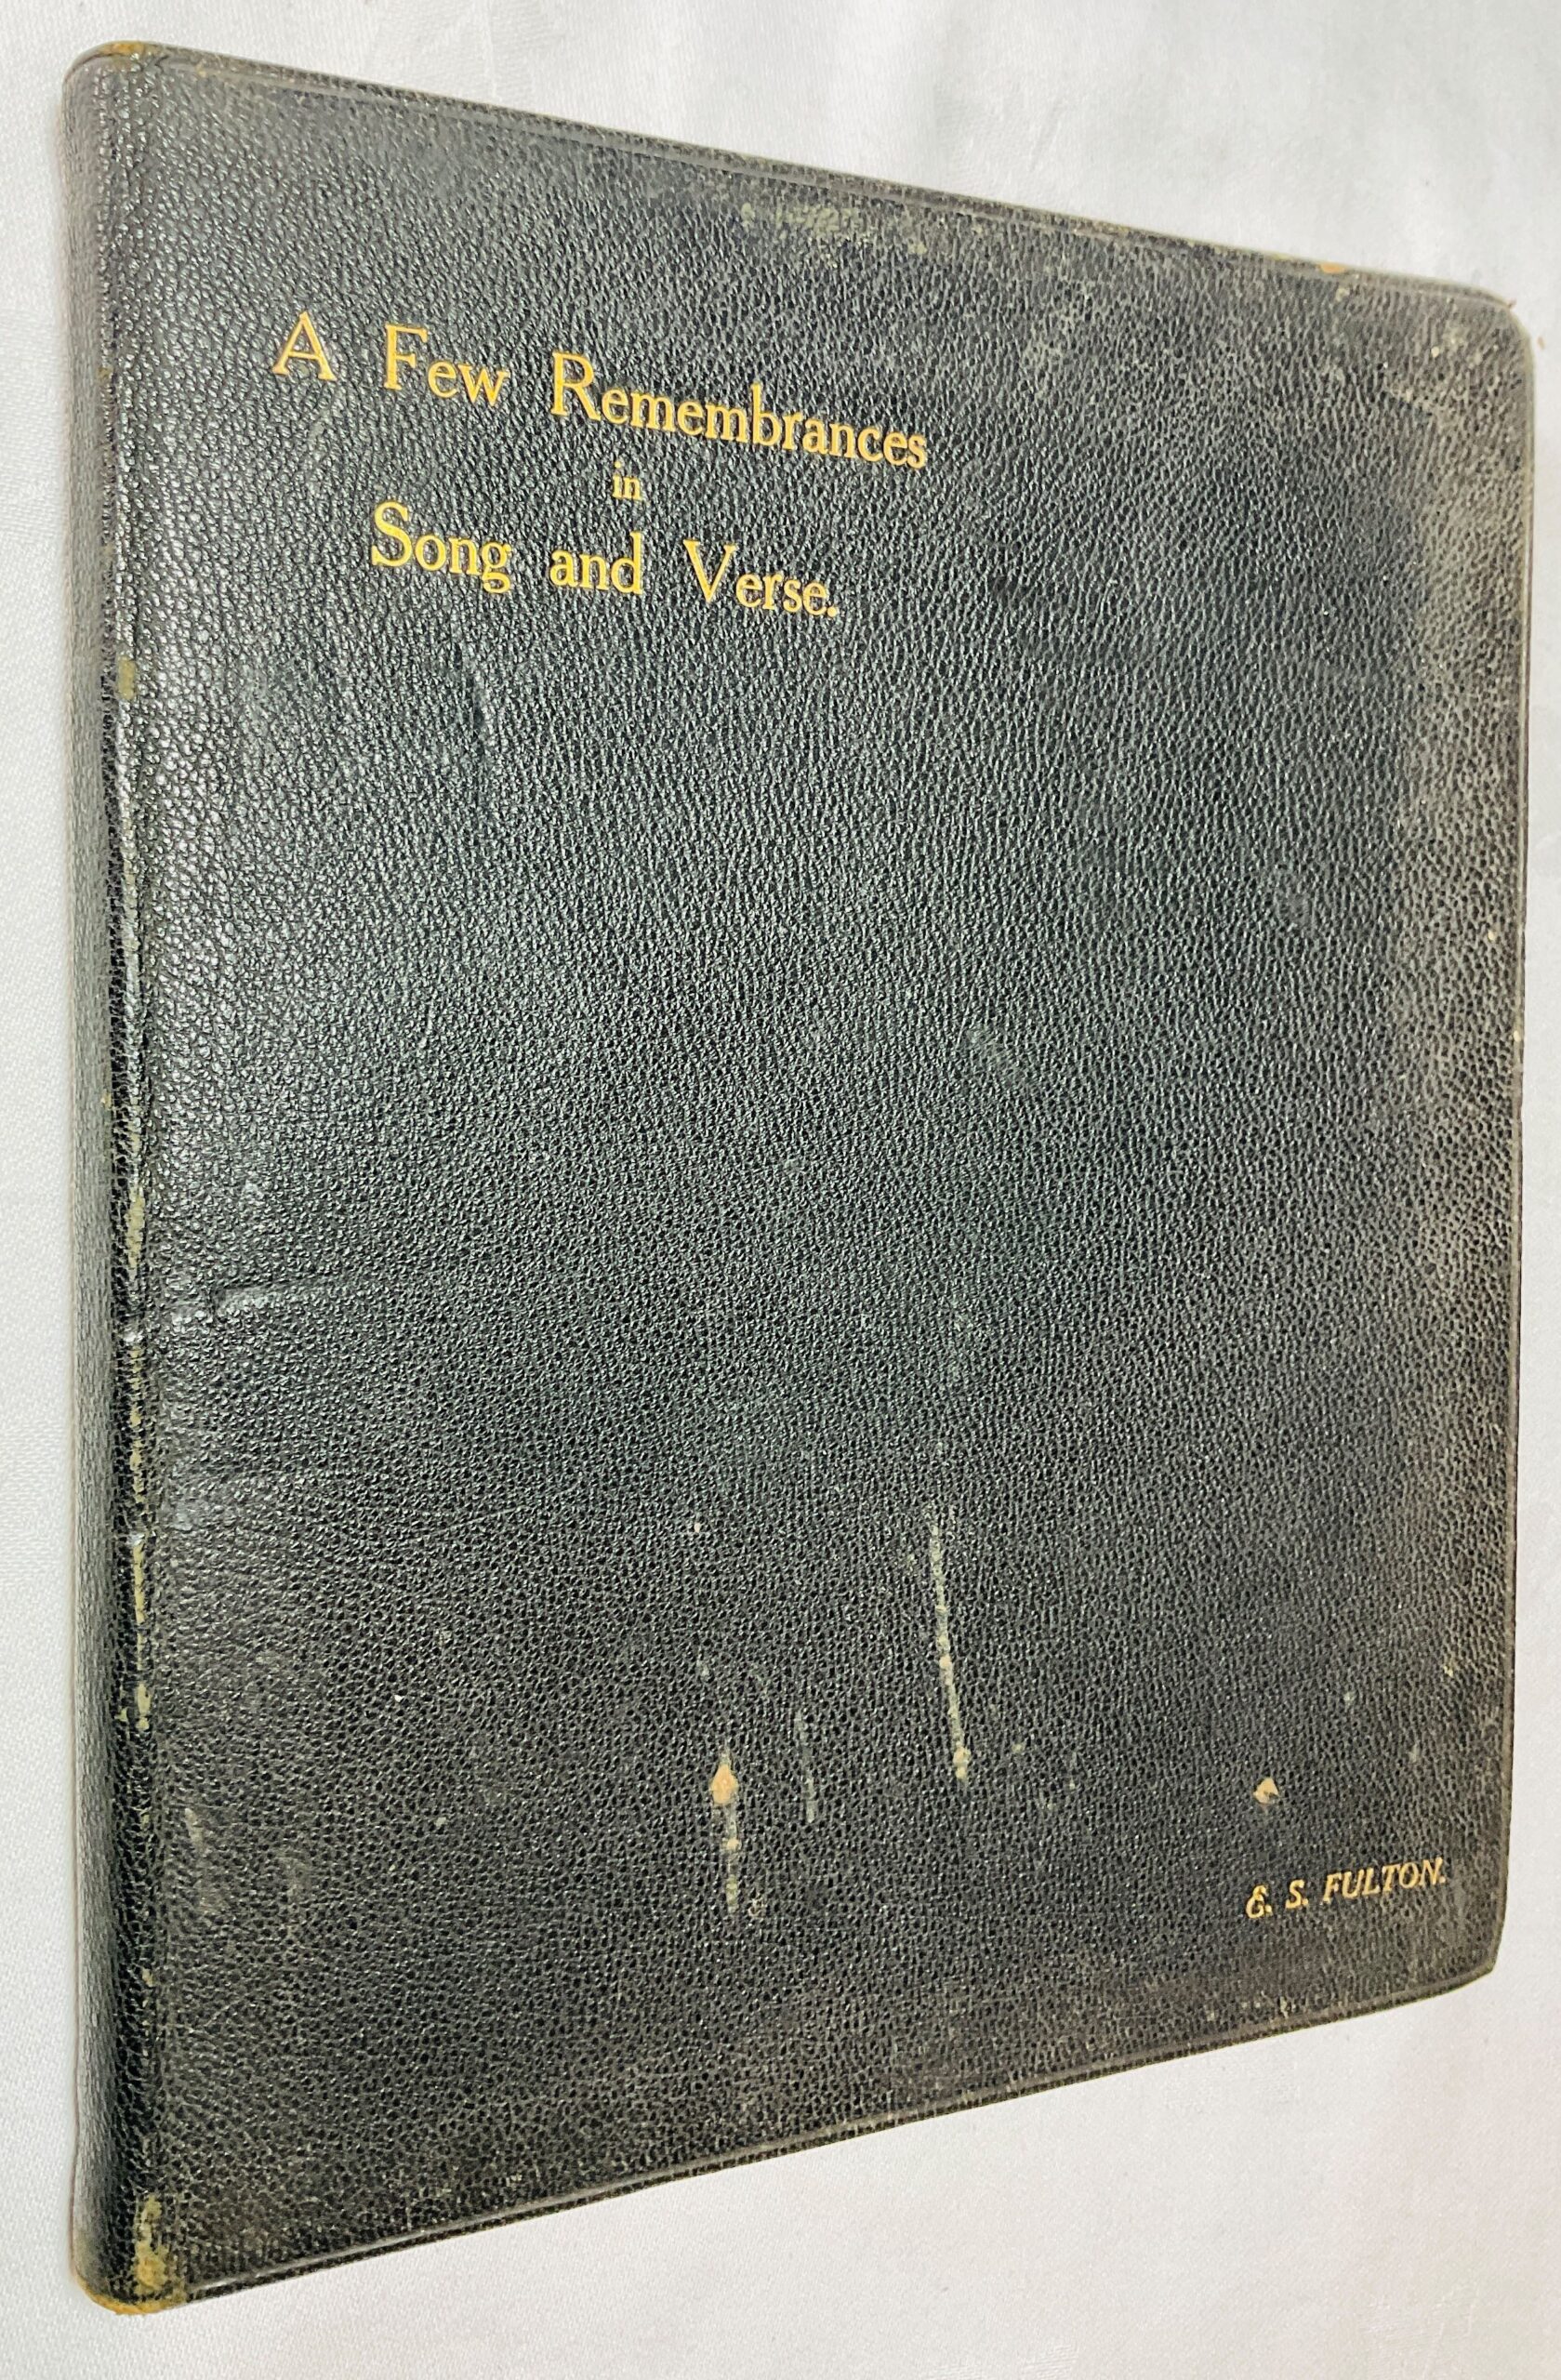 A Few Remembrances
in
Song and Verse.
E. S. FULTON.